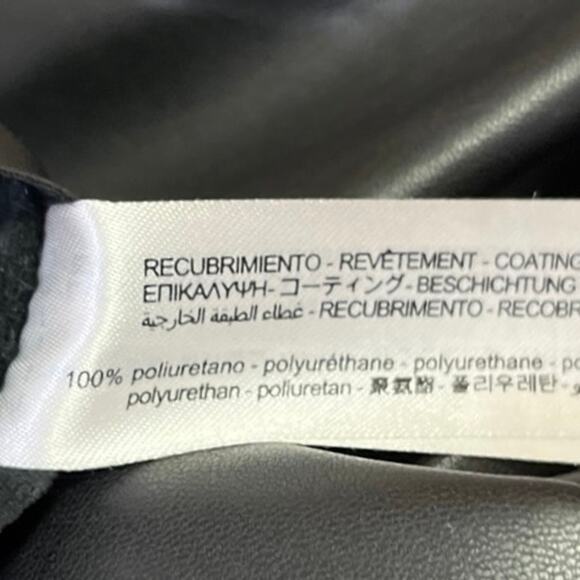 RECUBRIMIENTO - REVÊTEMENT - COATING
ΕΠΙΚΑΛΥΨΗ - コーティング - BESCHICHTUNG
غطاء الطبقة الخارجية - RECUBRIMENTO - RECOBR
100% poliuretano - polyuréthane - polyurethane - po
polyurethan - poliuretan - 聚氨酯 - 폴리우레탄 -